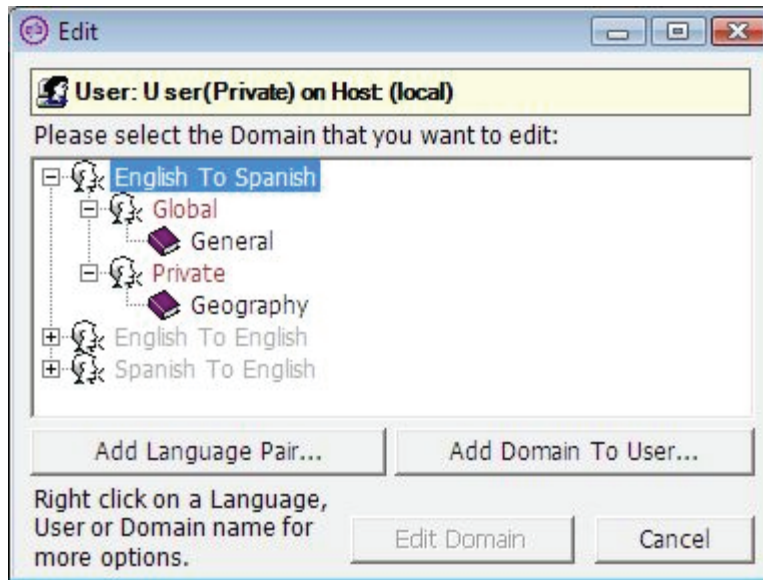 Edit
User: User(Private) on Host: (local)
Please select the Domain that you want to edit:
English To Spanish
Global
General
Private
Geography
English To English
Spanish To English
Add Language Pair...
Add Domain To User...
Right click on a Language,
User or Domain name for
more options.
Edit Domain
Cancel